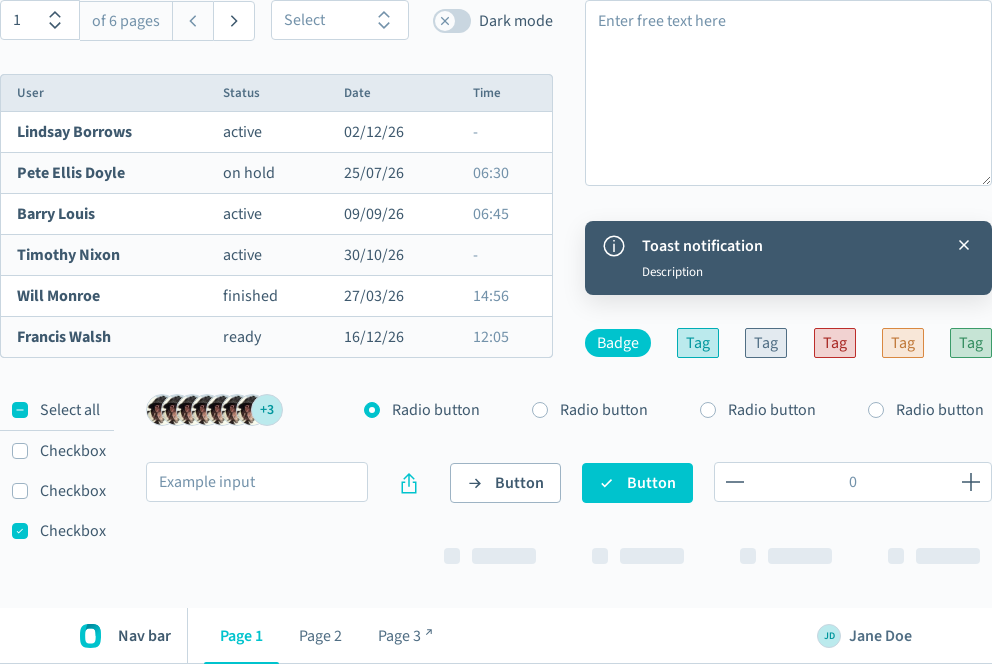 1
of 6 pages
Select
Dark mode
Enter free text here
User Status Date Time
Lindsay Borrows active 02/12/26 -
Pete Ellis Doyle on hold 25/07/26 06:30
Barry Louis active 09/09/26 06:45
Timothy Nixon active 30/10/26 -
Will Monroe finished 27/03/26 14:56
Francis Walsh ready 16/12/26 12:05
Toast notification
Description
Badge Tag Tag Tag Tag Tag
Select all
+3
Radio button Radio button Radio button Radio button
Checkbox
Checkbox
Checkbox
Example input
Button
Button
0
Nav bar
Page 1 Page 2 Page 3 ↗
JD Jane Doe